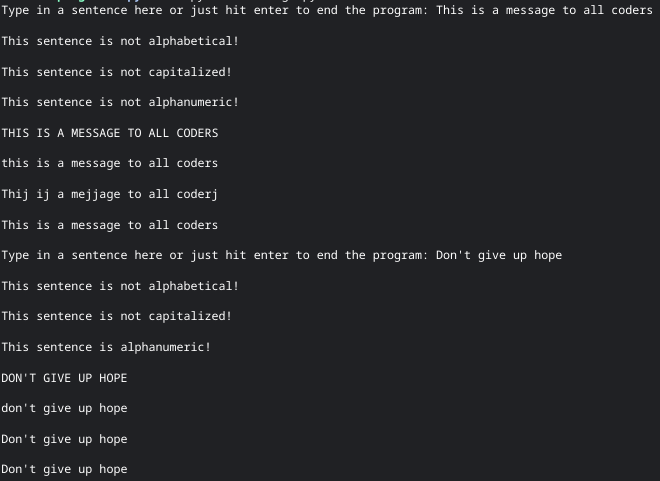 Type in a sentence here or just hit enter to end the program: This is a message to all coders
This sentence is not alphabetical!
This sentence is not capitalized!
This sentence is not alphanumeric!
THIS IS A MESSAGE TO ALL CODERS
this is a message to all coders
Thij ij a mejjage to all coderj
This is a message to all coders
Type in a sentence here or just hit enter to end the program: Don't give up hope
This sentence is not alphabetical!
This sentence is not capitalized!
This sentence is alphanumeric!
DON'T GIVE UP HOPE
don't give up hope
Don't give up hope
Don't give up hope